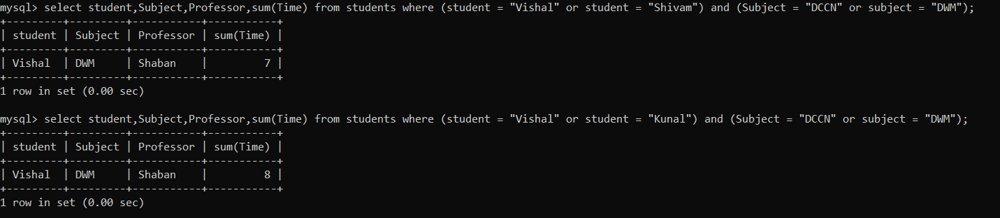 mysql> select student,Subject,Professor,sum(Time) from students where (student = "Vishal" or student = "Shivam") and (Subject = "DCCN" or subject = "DWM");
+---------+---------+-----------+-----------+
| student | Subject | Professor | sum(Time) |
+---------+---------+-----------+-----------+
| Vishal  | DWM     | Shaban    |         7 |
+---------+---------+-----------+-----------+
1 row in set (0.00 sec)
mysql> select student,Subject,Professor,sum(Time) from students where (student = "Vishal" or student = "Kunal") and (Subject = "DCCN" or subject = "DWM");
+---------+---------+-----------+-----------+
| student | Subject | Professor | sum(Time) |
+---------+---------+-----------+-----------+
| Vishal  | DWM     | Shaban    |         8 |
+---------+---------+-----------+-----------+
1 row in set (0.00 sec)